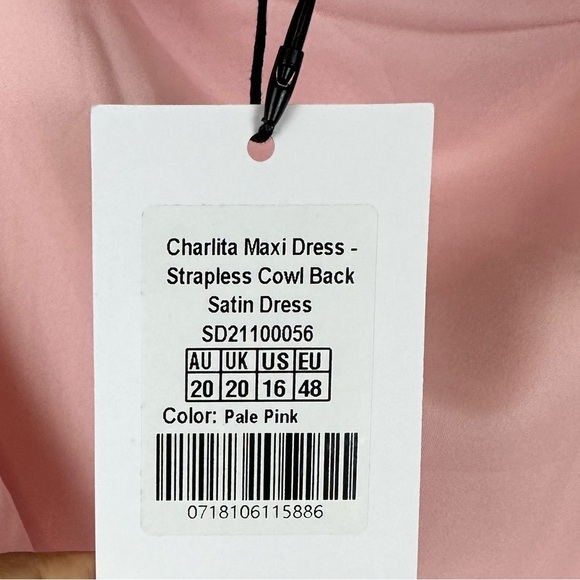 Charlita Maxi Dress -
Strapless Cowl Back
Satin Dress
SD21100056
AU UK US EU
20 20 16 48
Color: Pale Pink
0718106115886